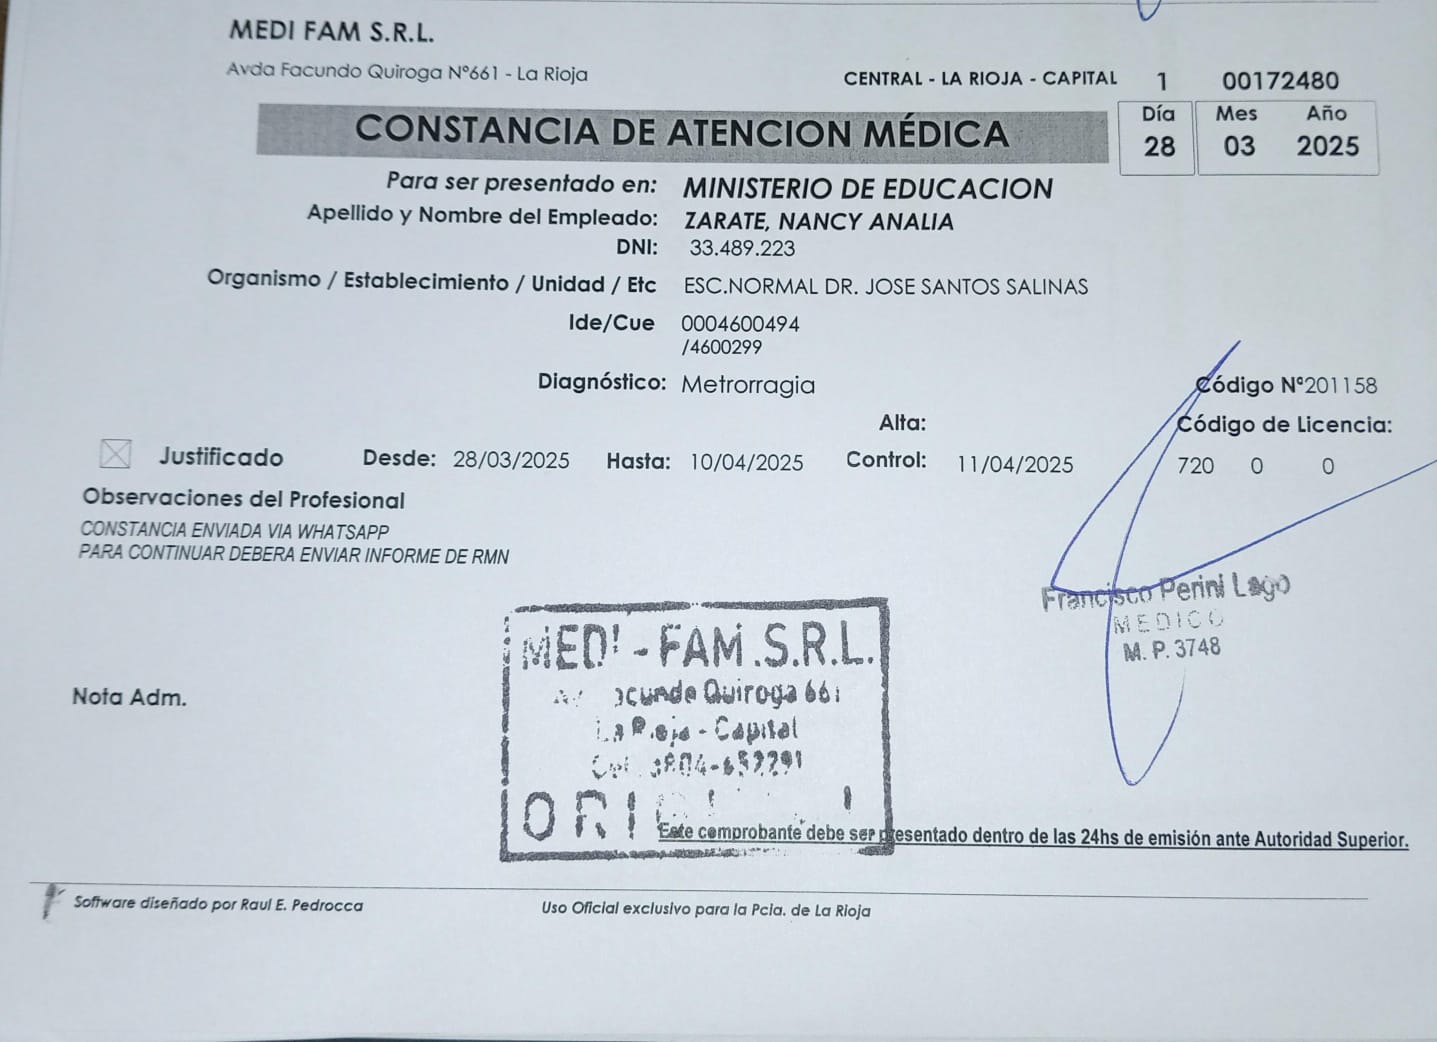 MEDI FAM S.R.L.
Avda Facundo Quiroga Nº661 - La Rioja
CENTRAL - LA RIOJA - CAPITAL 1 00172480
CONSTANCIA DE ATENCION MÉDICA
Día Mes Año
28 03 2025
Para ser presentado en: MINISTERIO DE EDUCACION
Apellido y Nombre del Empleado: ZARATE, NANCY ANALIA
DNI: 33.489.223
Organismo / Establecimiento / Unidad / Etc ESC.NORMAL DR. JOSE SANTOS SALINAS
Ide/Cue 0004600494
/4600299
Diagnóstico: Metrorragia
Código Nº201158
Alta:
Código de Licencia:
Justificado Desde: 28/03/2025 Hasta: 10/04/2025 Control: 11/04/2025
720 0 0
Observaciones del Profesional
CONSTANCIA ENVIADA VIA WHATSAPP
PARA CONTINUAR DEBERA ENVIAR INFORME DE RMN
Francisco Perini Lago
MEDICO
M. P. 3748
MEDI - FAM .S.R.L.
Quiroga 661
La Rioja - Capital
Nota Adm.
Este comprobante debe ser presentado dentro de las 24hs de emisión ante Autoridad Superior.
Software diseñado por Raul E. Pedrocca
Uso Oficial exclusivo para la Pcia. de La Rioja